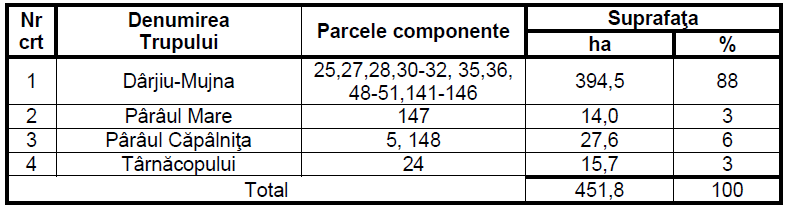 Nr crt Denumirea Trupului Parcele componente Suprafaţa
ha %
1 Dârjiu-Mujna 25,27,28,30-32, 35,36, 48-51,141-146 394,5 88
2 Pârâul Mare 147 14,0 3
3 Pârâul Căpâlniţa 5, 148 27,6 6
4 Târnăcopului 24 15,7 3
Total 451,8 100